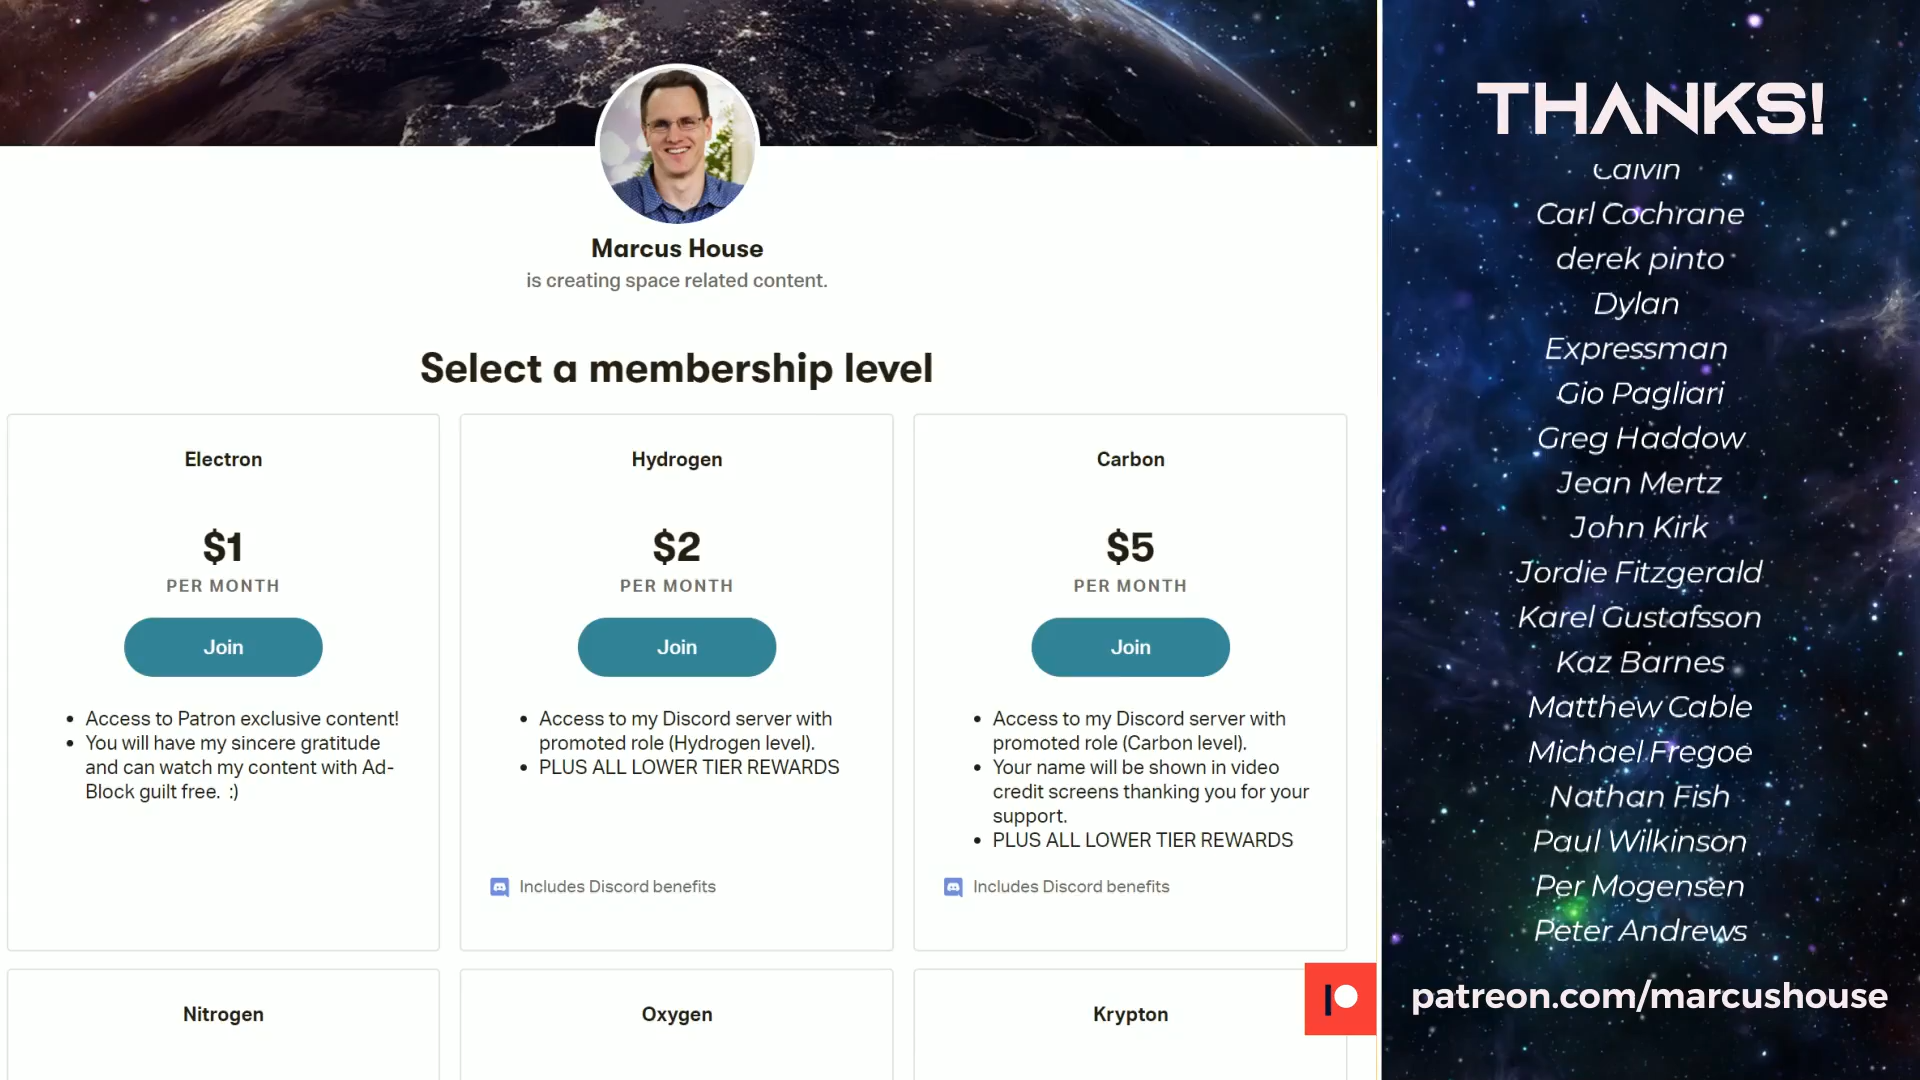 Marcus House
is creating space related content.
Select a membership level
Electron
$1
PER MONTH
Join
• Access to Patron exclusive content!
• You will have my sincere gratitude
and can watch my content with Ad-
Block guilt free. :)
Hydrogen
$2
PER MONTH
Join
• Access to my Discord server with
promoted role (Hydrogen level).
• PLUS ALL LOWER TIER REWARDS
Includes Discord benefits
Carbon
$5
PER MONTH
Join
• Access to my Discord server with
promoted role (Carbon level).
• Your name will be shown in video
credit screens thanking you for your
support.
• PLUS ALL LOWER TIER REWARDS
Includes Discord benefits
Nitrogen
Oxygen
Krypton
THANKS!
Calvin
Carl Cochrane
derek pinto
Dylan
Expressman
Gio Pagliari
Greg Haddow
Jean Mertz
John Kirk
Jordie Fitzgerald
Karel Gustafsson
Kaz Barnes
Matthew Cable
Michael Fregoe
Nathan Fish
Paul Wilkinson
Per Mogensen
Peter Andrews
patreon.com/marcushouse